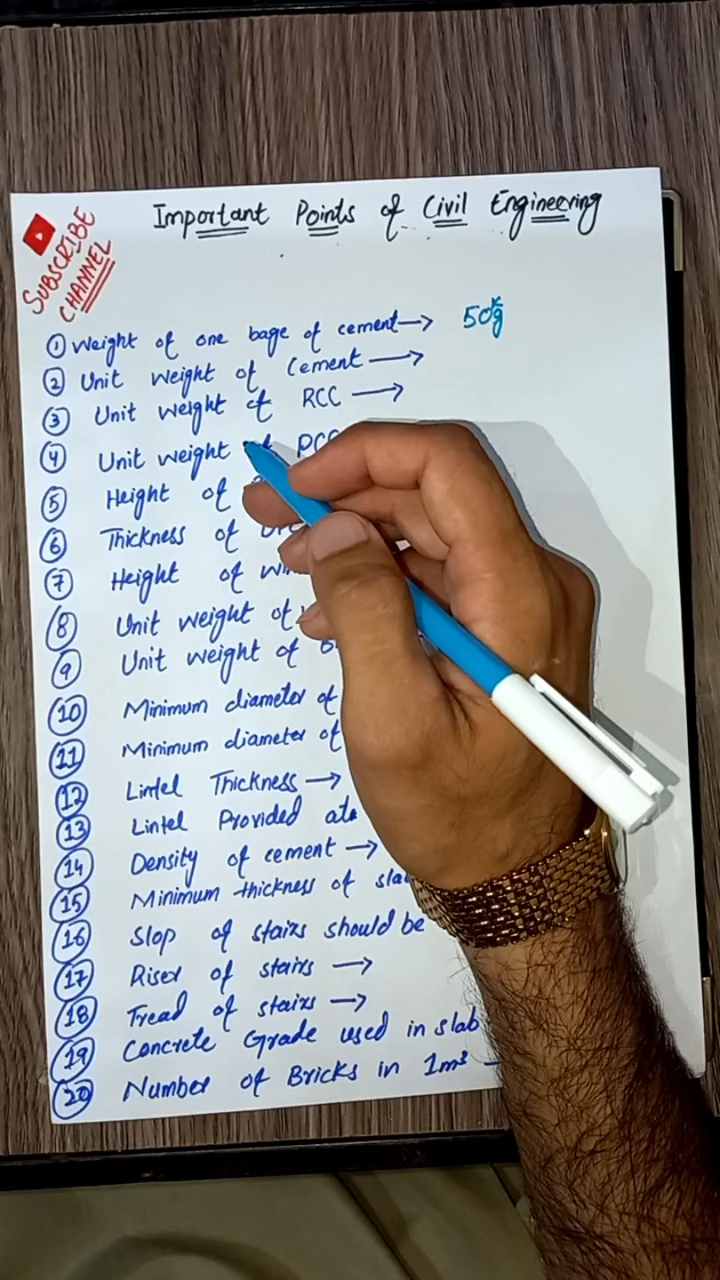 Important Points of Civil Engineering
SUBSCRIBE
CHANNEL
① Weight of one bage of cement → 50kg
② Unit weight of Cement →
③ Unit weight of RCC →
④ Unit weight of PCC
⑤ Height of
⑥ Thickness of
⑦ Height of
⑧ Unit weight of
⑨ Unit weight of
⑩ Minimum diameter of
⑪ Minimum diameter of
⑫ Lintel Thickness →
⑬ Lintel Provided at
⑭ Density of cement →
⑮ Minimum thickness of
⑯ Slop of stairs should be
⑰ Riser of stairs →
⑱ Tread of stairs →
⑲ Concrete Grade used in slab
⑳ Number of Bricks in 1m³